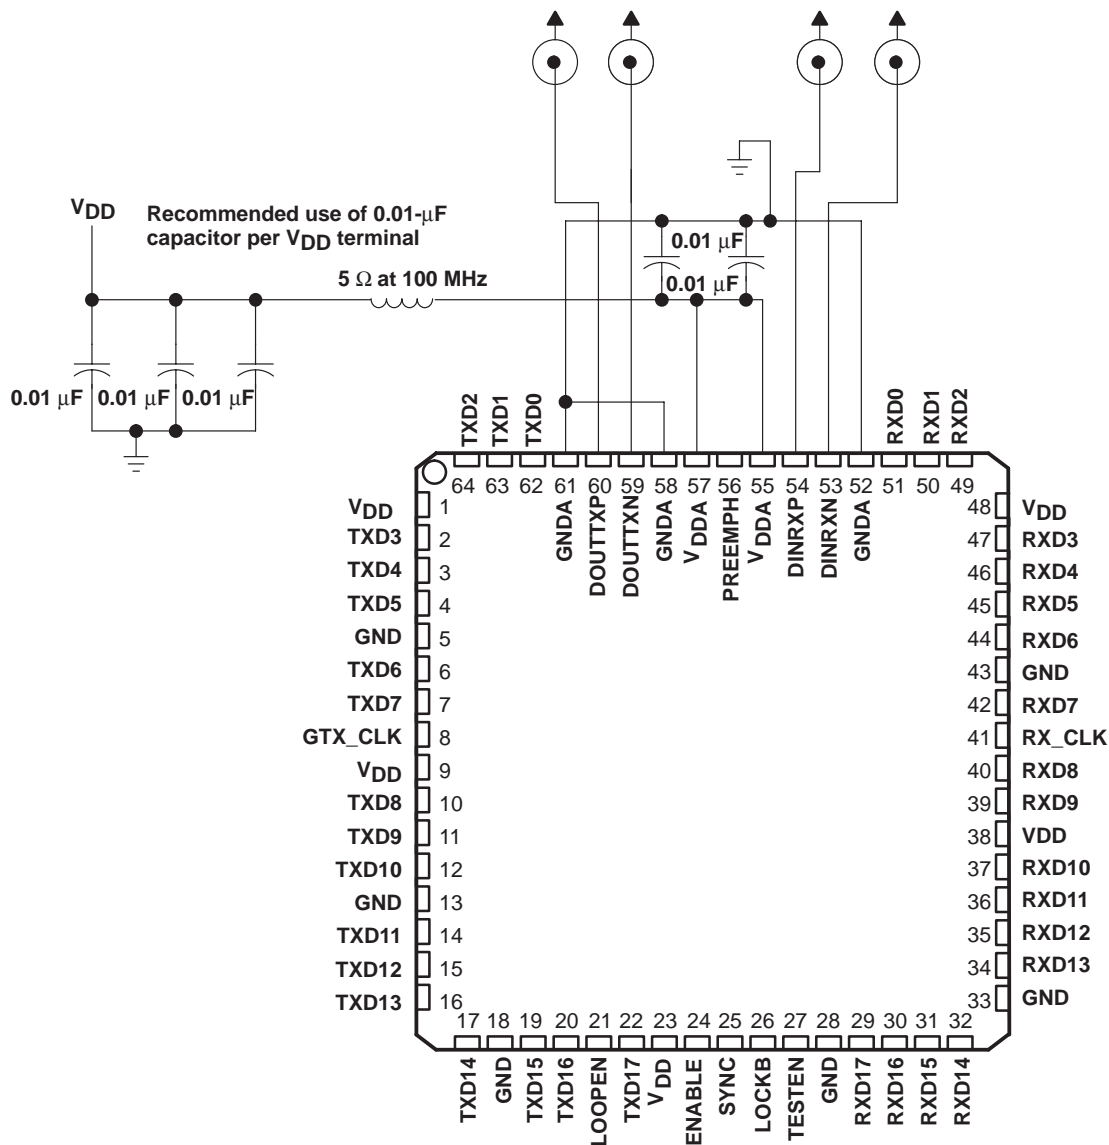 VDD
Recommended use of 0.01-μF
capacitor per VDD terminal
5 Ω at 100 MHz
0.01 μF
0.01 μF
0.01 μF
0.01 μF
0.01 μF
TXD2
TXD1
TXD0
RXD0
RXD1
RXD2
64
63
62
61
60
59
58
57
56
55
54
53
52
51
50
49
GNDA
DOUTTXP
DOUTTXN
GNDA
VDDA
PREEMPH
VDDA
DINRXP
DINRXN
GNDA
VDD 1
TXD3 2
TXD4 3
TXD5 4
GND 5
TXD6 6
TXD7 7
GTX_CLK 8
VDD 9
TXD8 10
TXD9 11
TXD10 12
GND 13
TXD11 14
TXD12 15
TXD13 16
48 VDD
47 RXD3
46 RXD4
45 RXD5
44 RXD6
43 GND
42 RXD7
41 RX_CLK
40 RXD8
39 RXD9
38 VDD
37 RXD10
36 RXD11
35 RXD12
34 RXD13
33 GND
17
18
19
20
21
22
23
24
25
26
27
28
29
30
31
32
TXD14
GND
TXD15
TXD16
LOOPEN
TXD17
VDD
ENABLE
SYNC
LOCKB
TESTEN
GND
RXD17
RXD16
RXD15
RXD14